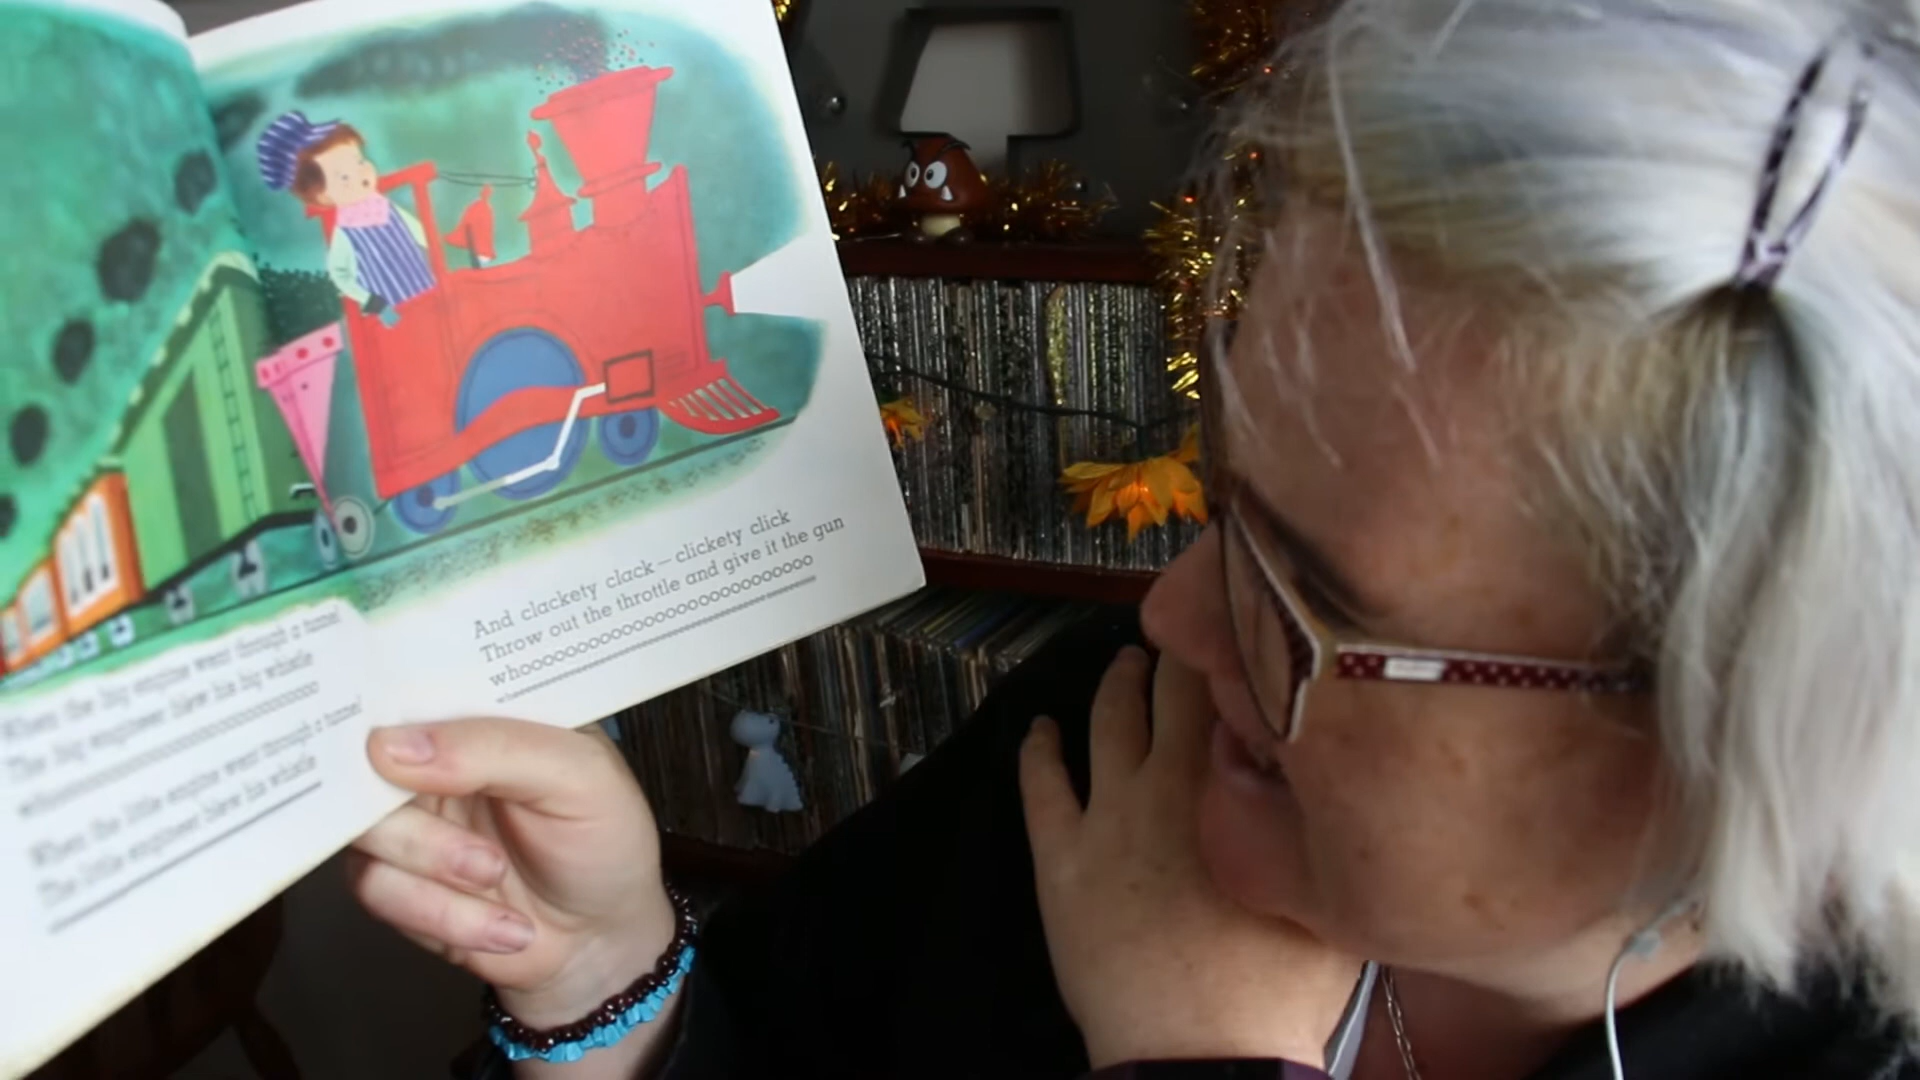 When the big engine went through a tunnel
The big engineer blew his big whistle
When the little engine went through a tunnel
The little engineer blew his whistle
And clackety clack—clickety click
Throw out the throttle and give it the gun